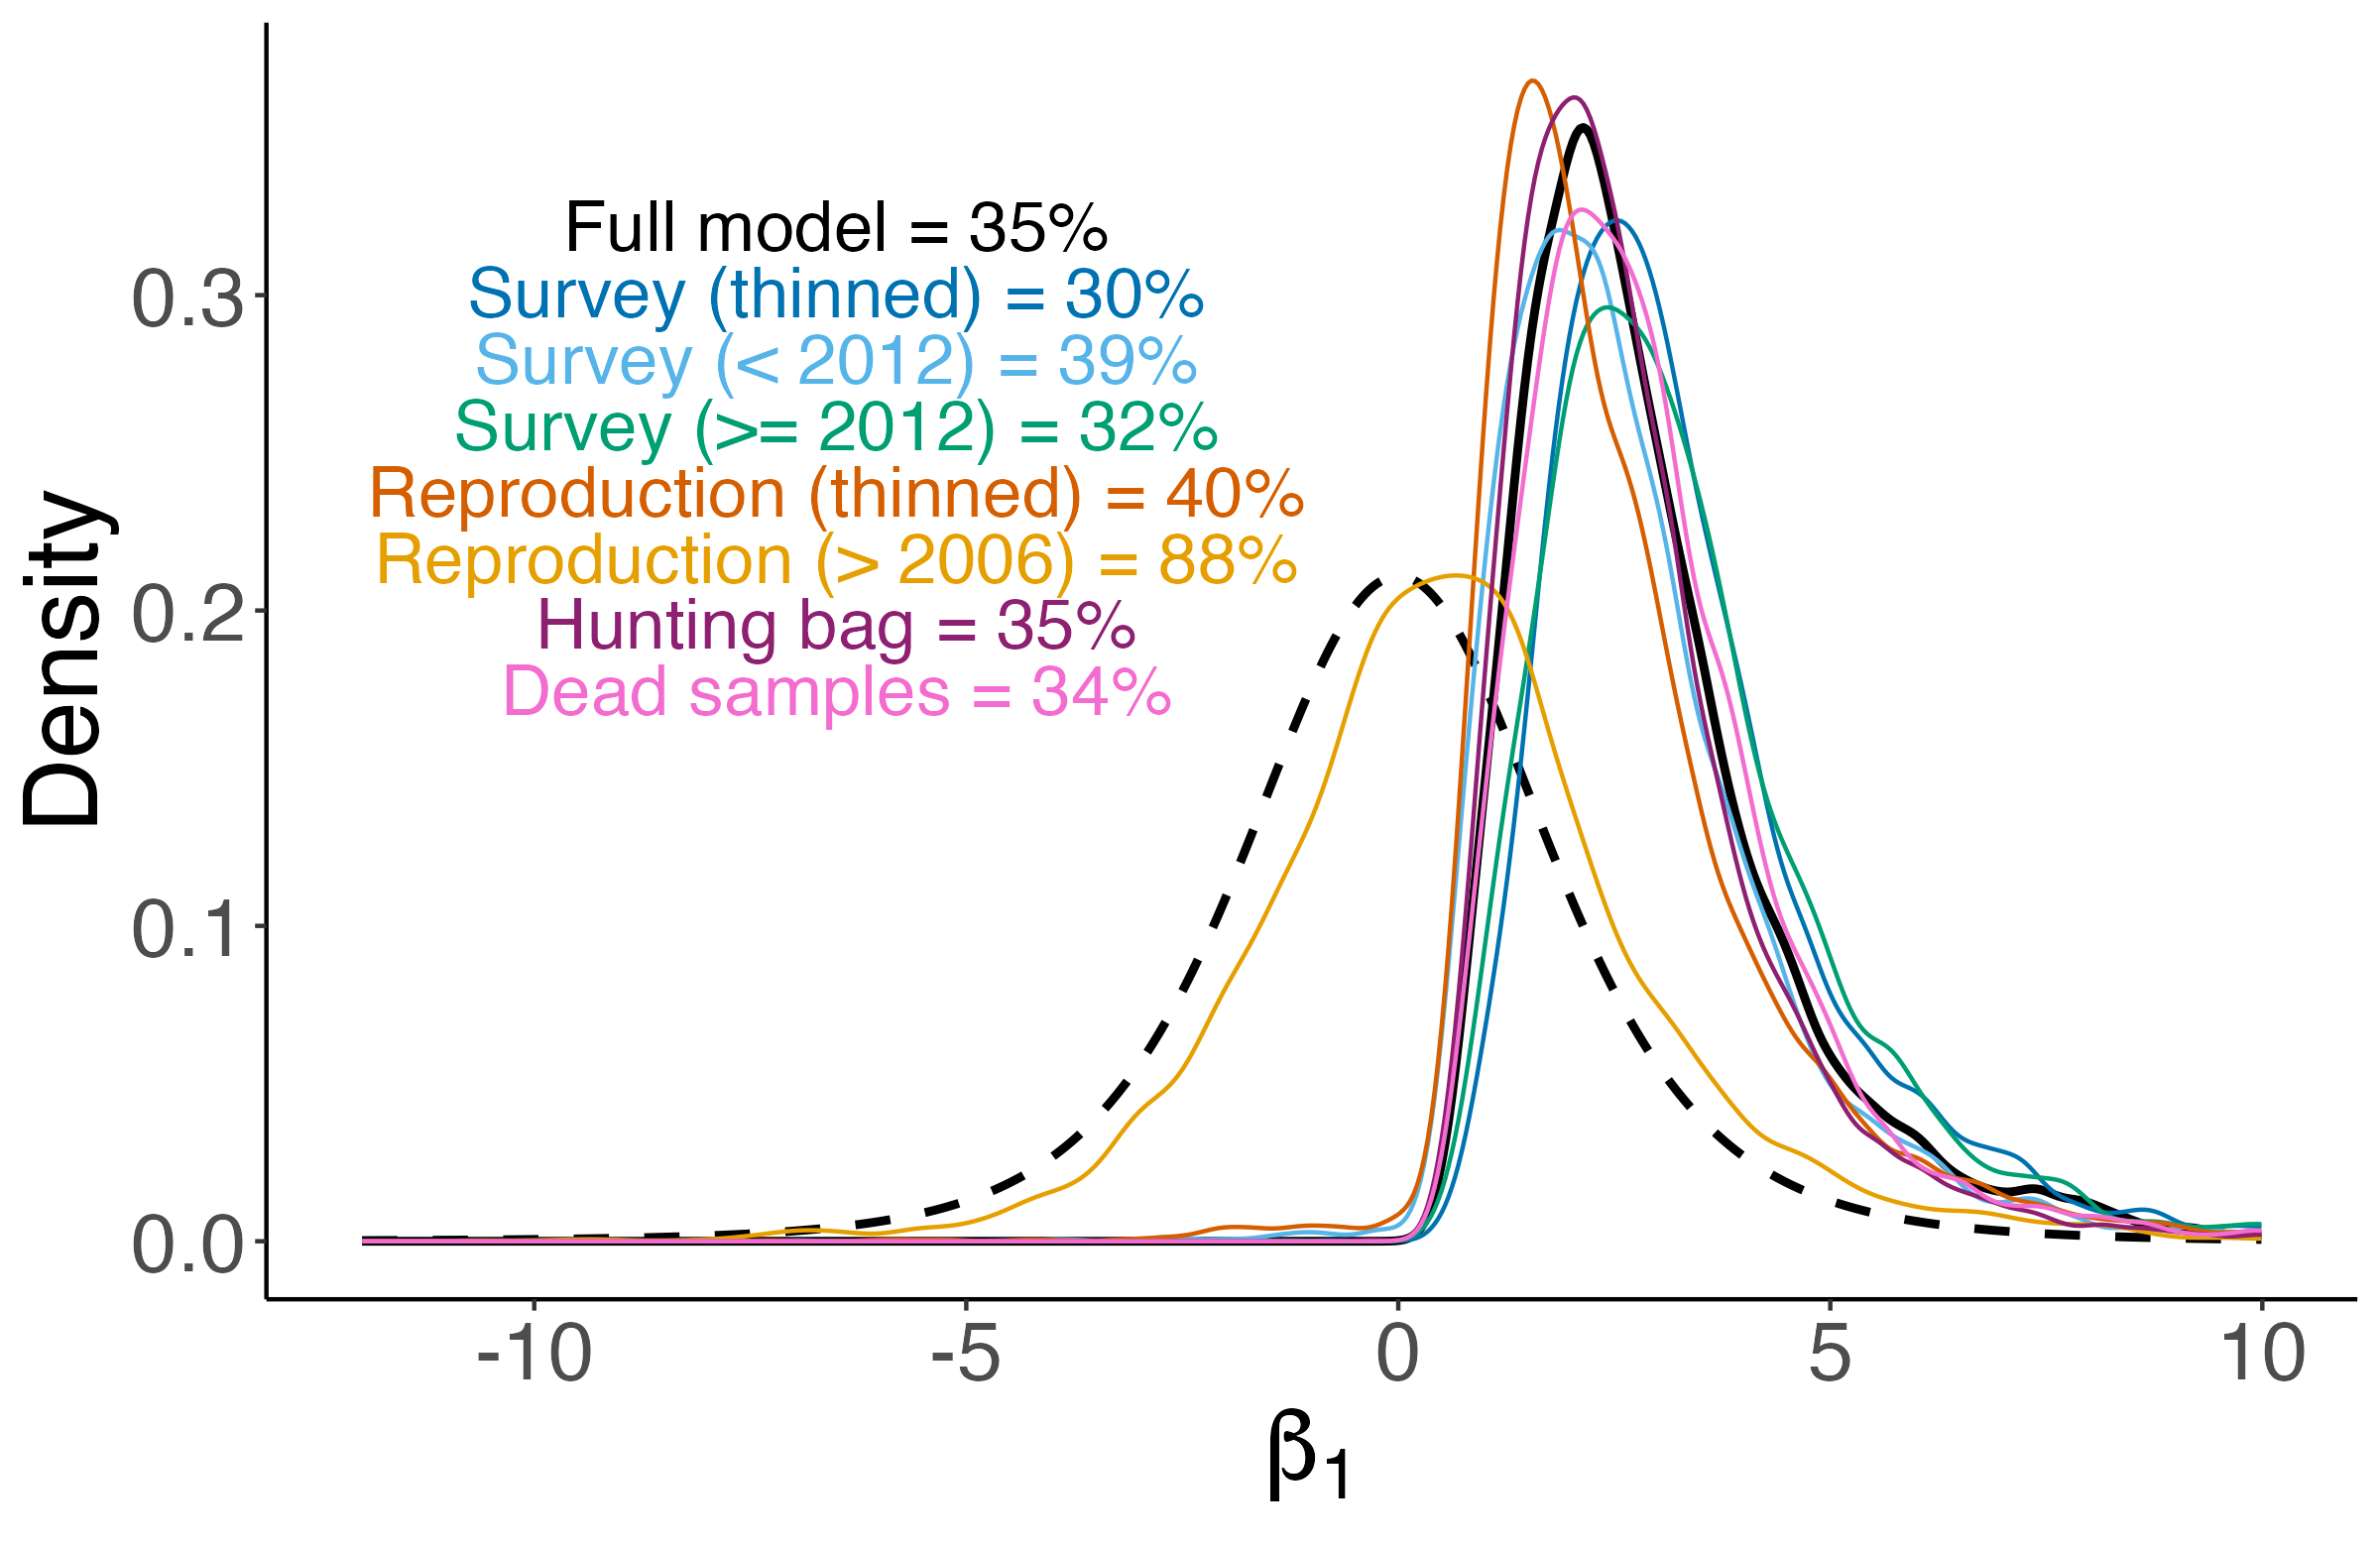 Full model = 35%
Survey (thinned) = 30%
Survey (< 2012) = 39%
Survey (>= 2012) = 32%
Reproduction (thinned) = 40%
Reproduction (> 2006) = 88%
Hunting bag = 35%
Dead samples = 34%
Density
0.3
0.2
0.1
0.0
-10 -5 0 5 10
β1